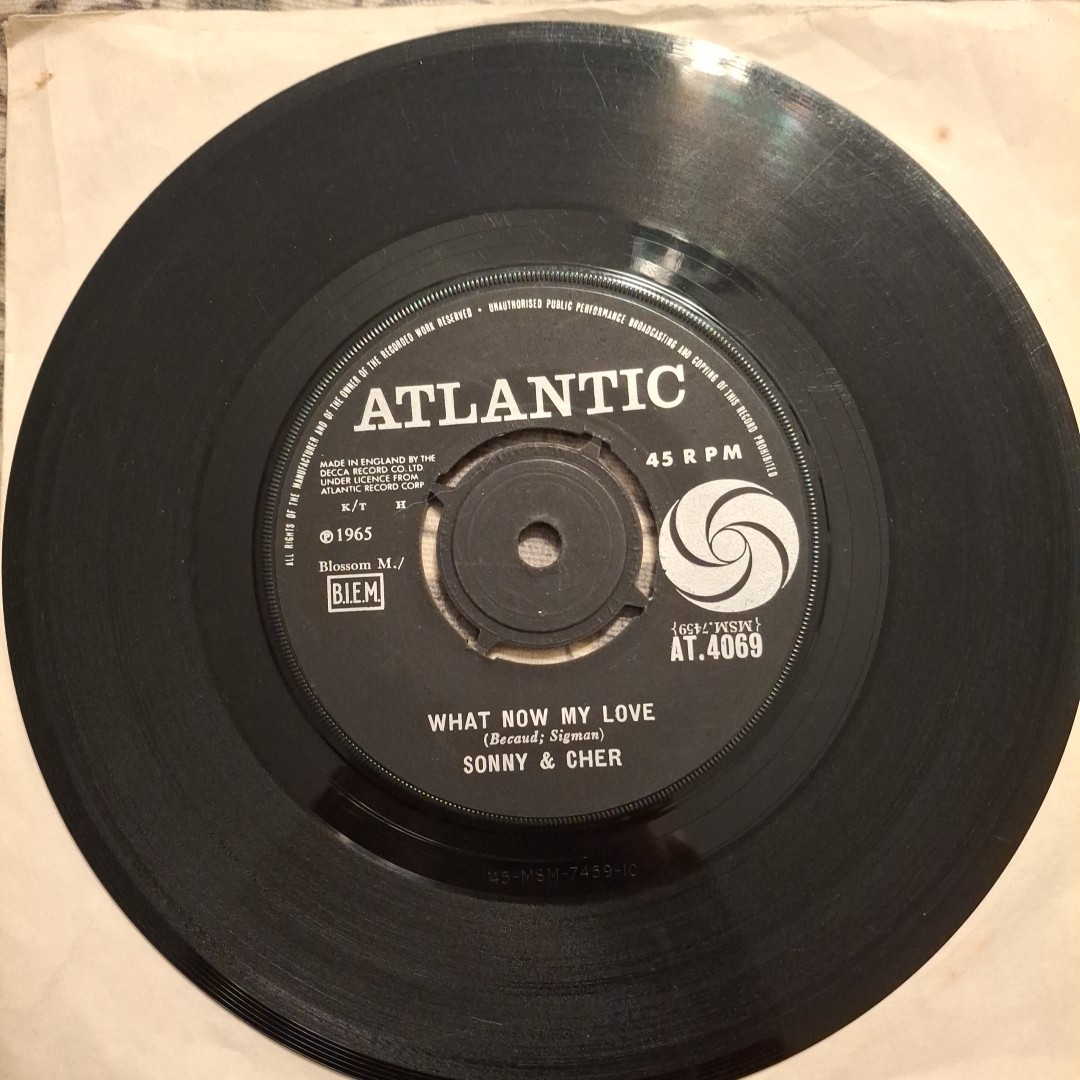 ALL RIGHTS OF THE MANUFACTURER AND OF THE OWNER OF THE RECORDED WORK RESERVED • UNAUTHORISED PUBLIC PERFORMANCE BROADCASTING AND COPYING OF THIS RECORD PROHIBITED
ATLANTIC
MADE IN ENGLAND BY THE
DECCA RECORD CO. LTD.
UNDER LICENCE FROM
ATLANTIC RECORD CORP
K/T H
℗ 1965
Blossom M./
B.I.E.M.
45 RPM
{MSM.7459}
AT.4069
WHAT NOW MY LOVE
(Becaud; Sigman)
SONNY & CHER
45-MSM-7459-1C